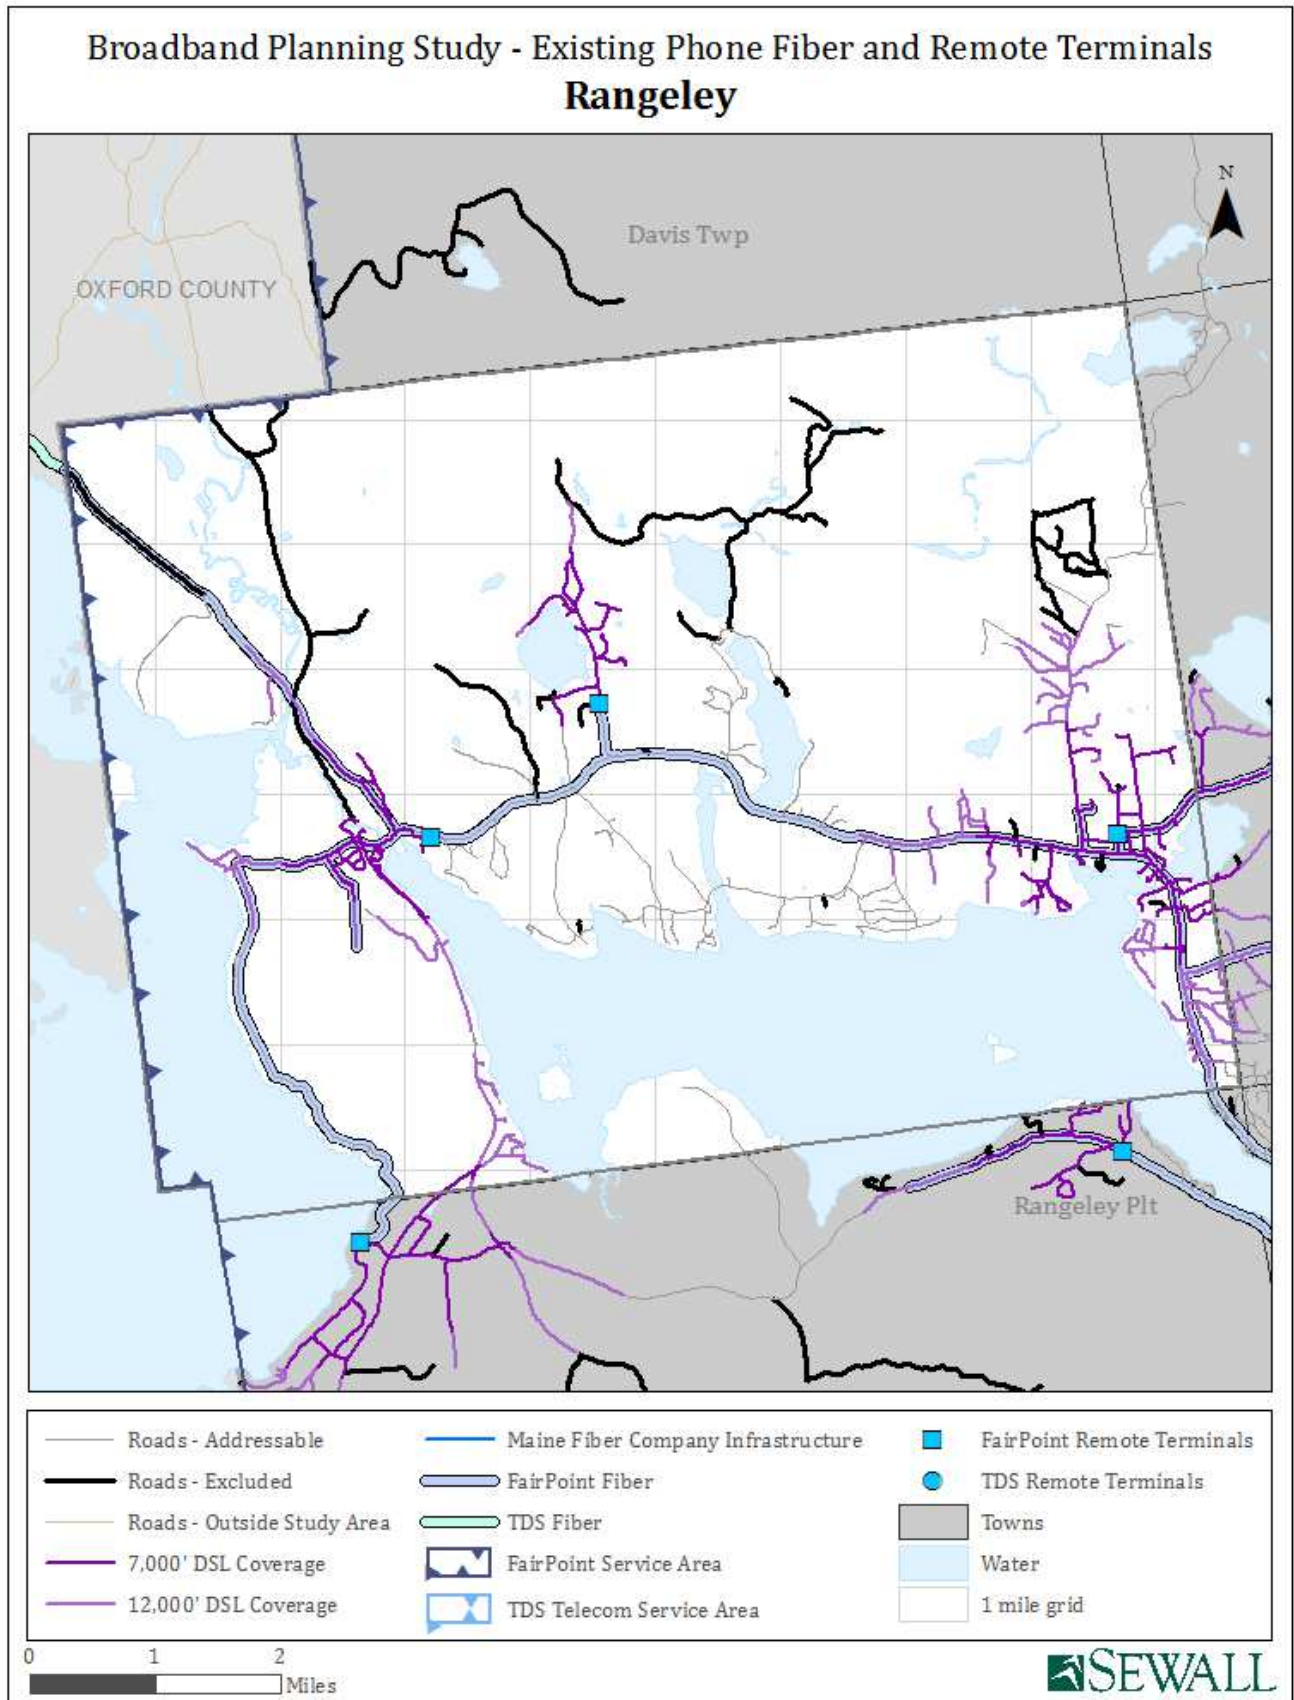 Broadband Planning Study - Existing Phone Fiber and Remote Terminals
Rangeley
N
Davis Twp
OXFORD COUNTY
Rangeley Plt
Roads - Addressable
Roads - Excluded
Roads - Outside Study Area
7,000' DSL Coverage
12,000' DSL Coverage
Maine Fiber Company Infrastructure
FairPoint Fiber
TDS Fiber
FairPoint Service Area
TDS Telecom Service Area
FairPoint Remote Terminals
TDS Remote Terminals
Towns
Water
1 mile grid
0 1 2
Miles
SEWALL